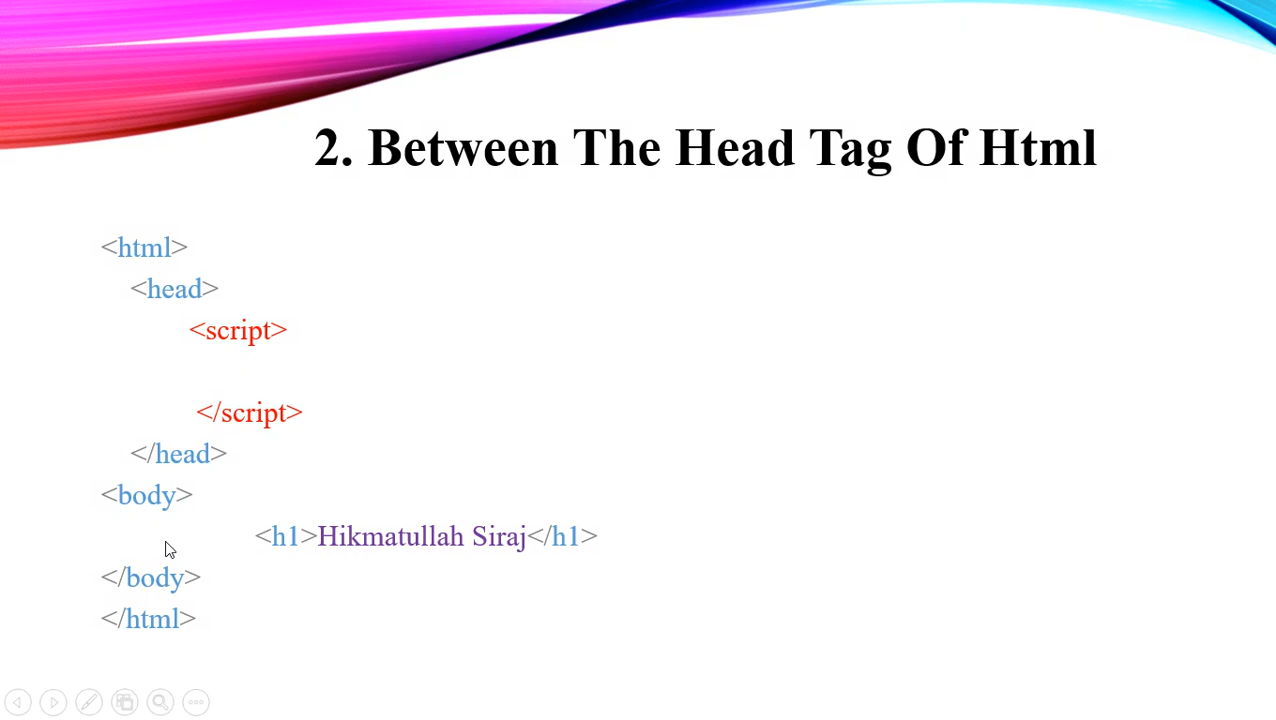 2. Between The Head Tag Of Html
<html>
<head>
<script>
</script>
</head>
<body>
<h1>Hikmatullah Siraj</h1>
</body>
</html>